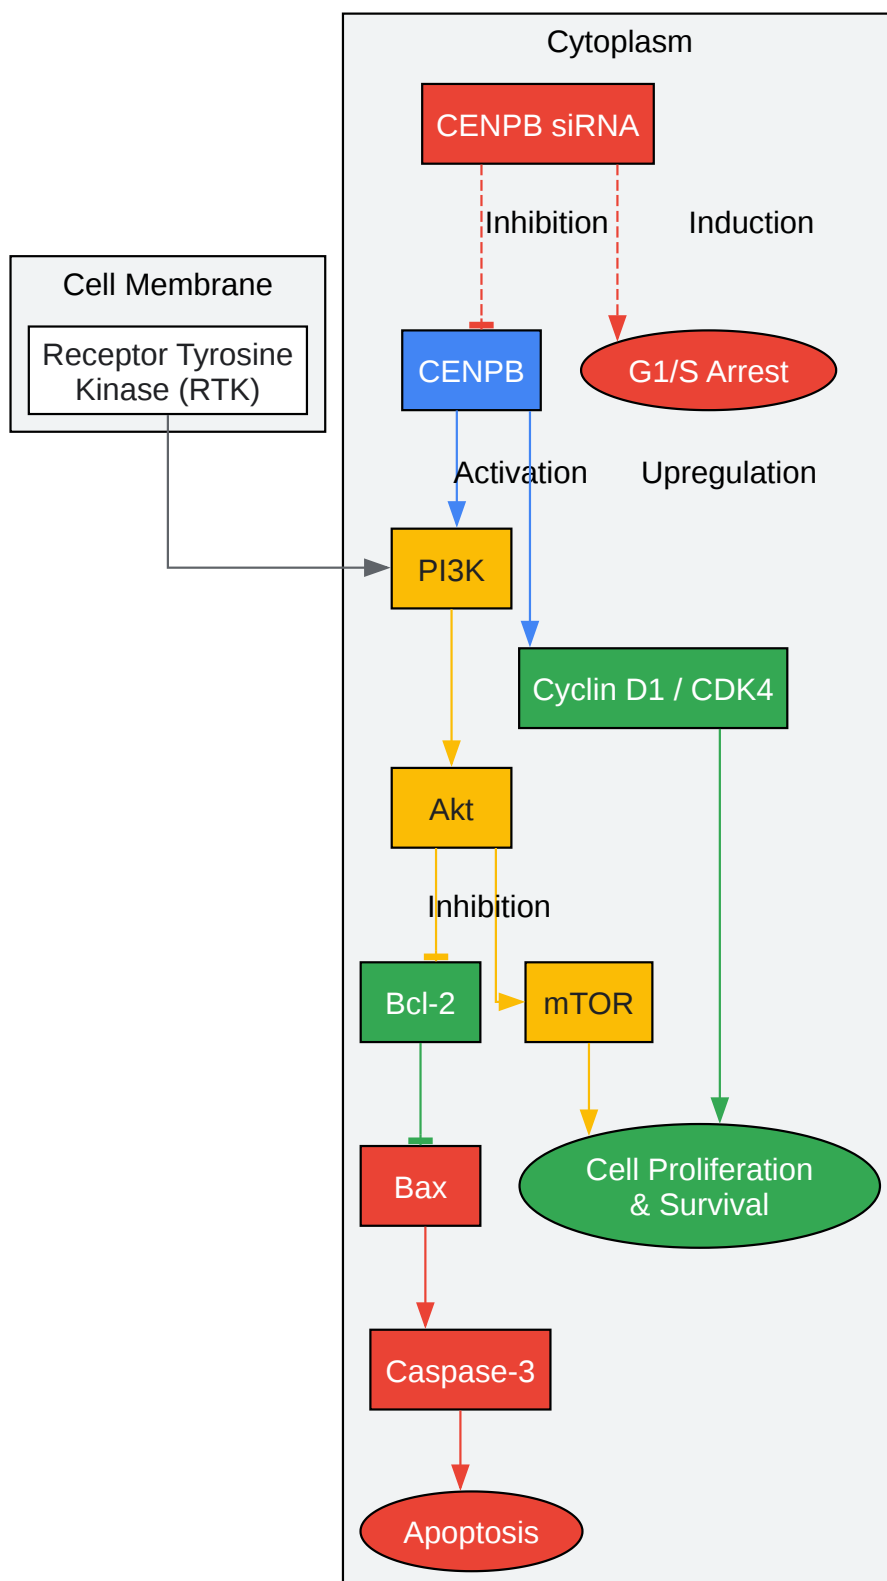 Cytoplasm
CENPB siRNA
Inhibition
Induction
Cell Membrane
Receptor Tyrosine
Kinase (RTK)
CENPB
G1/S Arrest
Activation
Upregulation
PI3K
Cyclin D1 / CDK4
Akt
Inhibition
Bcl-2
mTOR
Bax
Cell Proliferation
& Survival
Caspase-3
Apoptosis